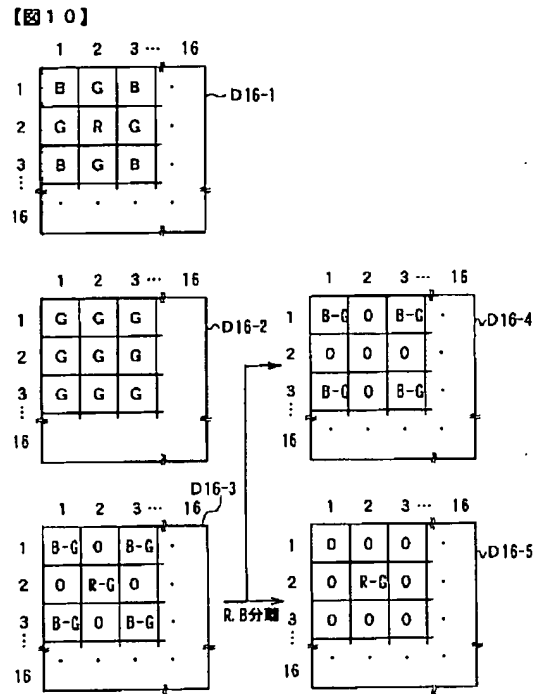 【図10】
1 2 3 … 16
1 B G B ・
D16-1
2 G R G ・
3 B G B ・
⋮
16 ・ ・ ・ ・
1 2 3 … 16
1 G G G
D16-2
2 G G G
3 G G G
⋮
16
1 2 3 … 16
1 B-G 0 B-G ・
D16-4
2 0 0 0 ・
3 B-G 0 B-G ・
⋮
16 ・ ・ ・ ・
D16-3
1 2 3 … 16
1 B-G 0 B-G ・
2 0 R-G 0 ・
3 B-G 0 B-G ・
⋮
16 ・ ・ ・ ・
R.B分離
1 2 3 … 16
1 0 0 0 ・
D16-5
2 0 R-G 0 ・
3 0 0 0 ・
⋮
16 ・ ・ ・ ・